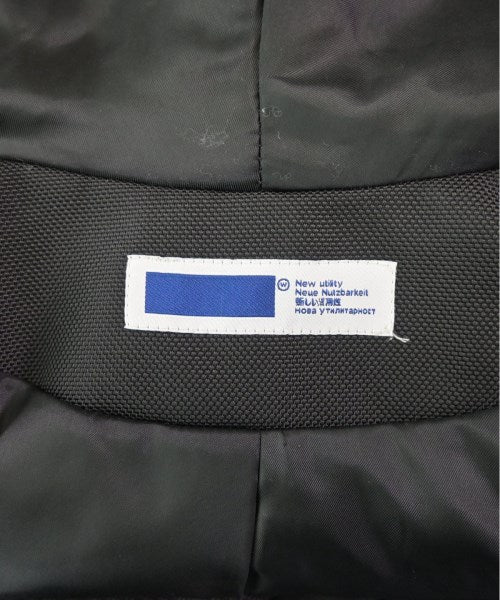 W New utility
Neue Nutzbarkeit
新しい実用性
нова утилитарност